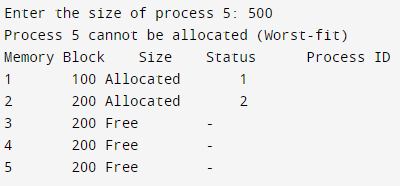 Enter the size of process 5: 500
Process 5 cannot be allocated (Worst-fit)
Memory Block    Size    Status      Process ID
1       100 Allocated       1
2       200 Allocated       2
3       200 Free        -
4       200 Free        -
5       200 Free        -